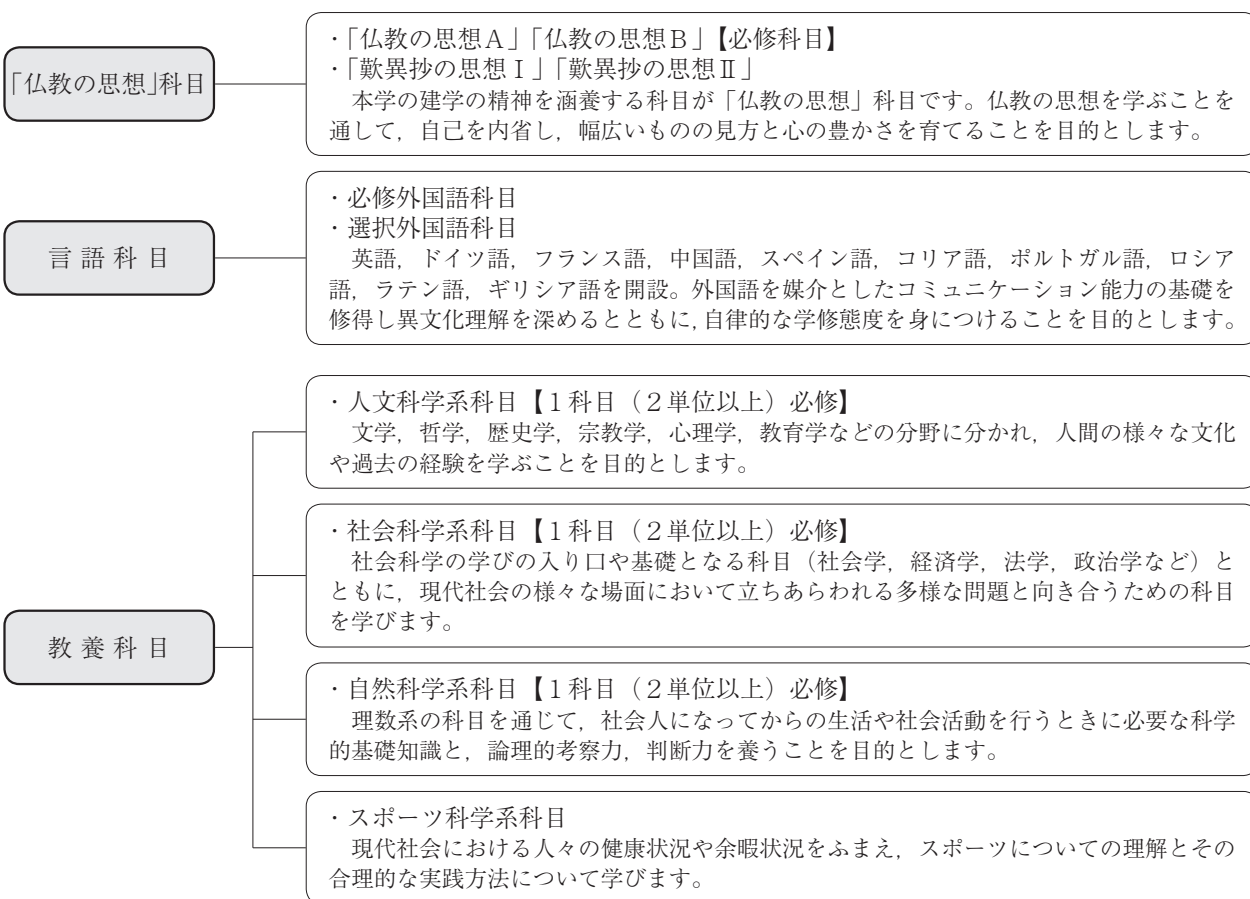 「仏教の思想」科目
・「仏教の思想Ａ」「仏教の思想Ｂ」【必修科目】
・「歎異抄の思想Ⅰ」「歎異抄の思想Ⅱ」
本学の建学の精神を涵養する科目が「仏教の思想」科目です。仏教の思想を学ぶことを
通して，自己を内省し，幅広いものの見方と心の豊かさを育てることを目的とします。
言語科目
・必修外国語科目
・選択外国語科目
英語，ドイツ語，フランス語，中国語，スペイン語，コリア語，ポルトガル語，ロシア
語，ラテン語，ギリシア語を開設。外国語を媒介としたコミュニケーション能力の基礎を
修得し異文化理解を深めるとともに，自律的な学修態度を身につけることを目的とします。
教養科目
・人文科学系科目【１科目（２単位以上）必修】
文学，哲学，歴史学，宗教学，心理学，教育学などの分野に分かれ，人間の様々な文化
や過去の経験を学ぶことを目的とします。
・社会科学系科目【１科目（２単位以上）必修】
社会科学の学びの入り口や基礎となる科目（社会学，経済学，法学，政治学など）と
ともに，現代社会の様々な場面において立ちあらわれる多様な問題と向き合うための科目
を学びます。
・自然科学系科目【１科目（２単位以上）必修】
理数系の科目を通じて，社会人になってからの生活や社会活動を行うときに必要な科学
的基礎知識と，論理的考察力，判断力を養うことを目的とします。
・スポーツ科学系科目
現代社会における人々の健康状況や余暇状況をふまえ，スポーツについての理解とその
合理的な実践方法について学びます。